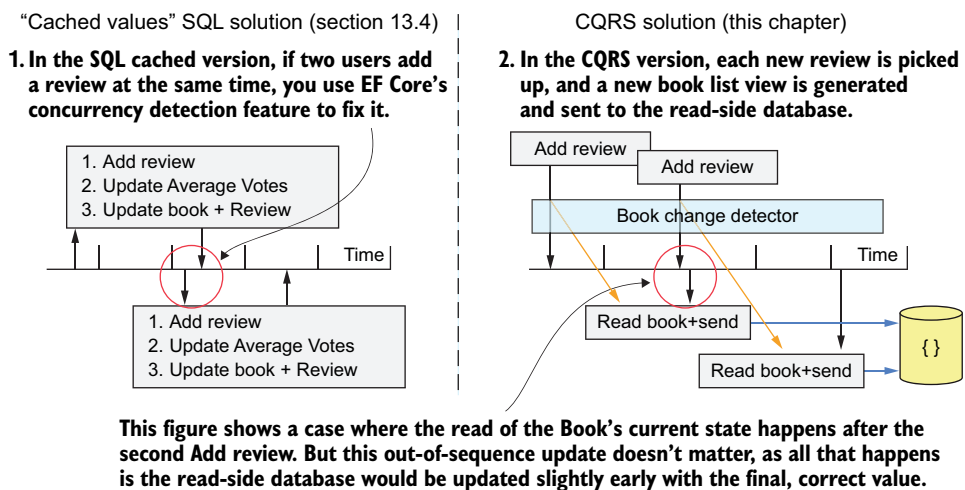 “Cached values” SQL solution (section 13.4)
1. In the SQL cached version, if two users add
a review at the same time, you use EF Core’s
concurrency detection feature to fix it.
1. Add review
2. Update Average Votes
3. Update book + Review
Time
1. Add review
2. Update Average Votes
3. Update book + Review
CQRS solution (this chapter)
2. In the CQRS version, each new review is picked
up, and a new book list view is generated
and sent to the read-side database.
Add review
Add review
Book change detector
Time
Read book+send
{ }
Read book+send
This figure shows a case where the read of the Book’s current state happens after the
second Add review. But this out-of-sequence update doesn’t matter, as all that happens
is the read-side database would be updated slightly early with the final, correct value.